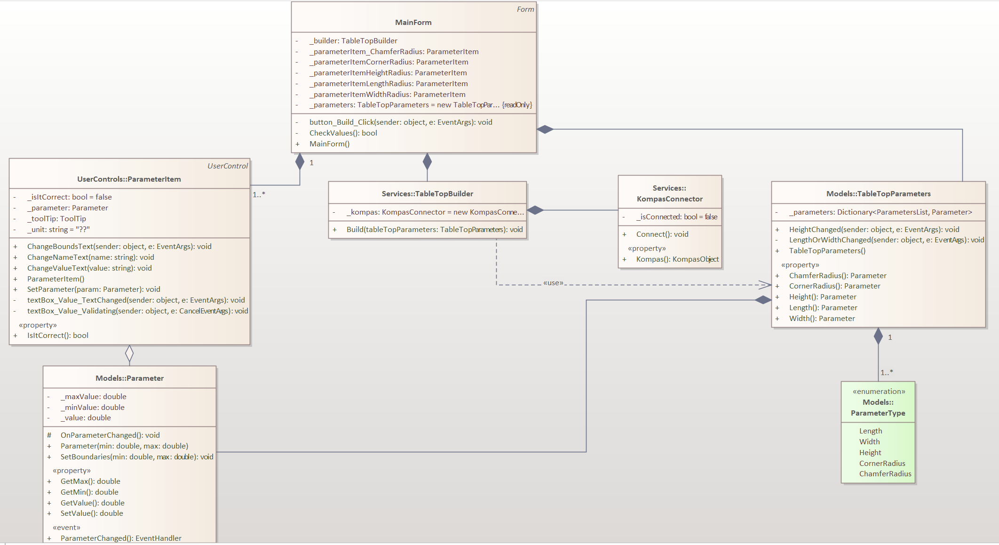 Form
MainForm
- _builder: TableTopBuilder
- _parameterItem_ChamferRadius: ParameterItem
- _parameterItemCornerRadius: ParameterItem
- _parameterItemHeightRadius: ParameterItem
- _parameterItemLengthRadius: ParameterItem
- _parameterItemWidthRadius: ParameterItem
- _parameters: TableTopParameters = new TableTopPar... {readOnly}
- button_Build_Click(sender: object, e: EventArgs): void
- CheckValues(): bool
+ MainForm()
1
1..*
UserControl
UserControls::ParameterItem
- _isItCorrect: bool = false
- _parameter: Parameter
- _toolTip: ToolTip
- _unit: string = "??"
+ ChangeBoundsText(sender: object, e: EventArgs): void
+ ChangeNameText(name: string): void
+ ChangeValueText(value: string): void
+ ParameterItem()
+ SetParameter(param: Parameter): void
- textBox_Value_TextChanged(sender: object, e: EventArgs): void
- textBox_Value_Validating(sender: object, e: CancelEventArgs): void
«property»
+ IsItCorrect(): bool
Services::TableTopBuilder
- _kompas: KompasConnector = new KompasConne...
+ Build(tableTopParameters: TableTopParameters): void
«use»
Services::
KompasConnector
- _isConnected: bool = false
+ Connect(): void
«property»
+ Kompas(): KompasObject
Models::TableTopParameters
- _parameters: Dictionary<ParametersList, Parameter>
+ HeightChanged(sender: object, e: EventArgs): void
- LengthOrWidthChanged(sender: object, e: EventArgs): void
+ TableTopParameters()
«property»
+ ChamferRadius(): Parameter
+ CornerRadius(): Parameter
+ Height(): Parameter
+ Length(): Parameter
+ Width(): Parameter
1
1..*
«enumeration»
Models::
ParameterType
Length
Width
Height
CornerRadius
ChamferRadius
Models::Parameter
- _maxValue: double
- _minValue: double
- _value: double
# OnParameterChanged(): void
+ Parameter(min: double, max: double)
+ SetBoundaries(min: double, max: double): void
«property»
+ GetMax(): double
+ GetMin(): double
+ GetValue(): double
+ SetValue(): double
«event»
+ ParameterChanged(): EventHandler